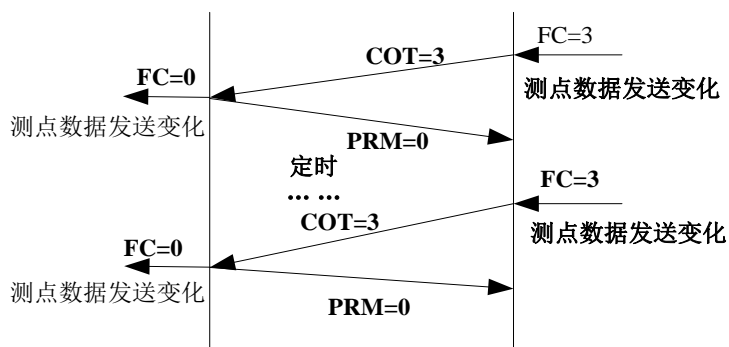 FC=3
COT=3
FC=0
测点数据发送变化
测点数据发送变化
PRM=0
定时
... ...
FC=3
COT=3
测点数据发送变化
FC=0
测点数据发送变化
PRM=0